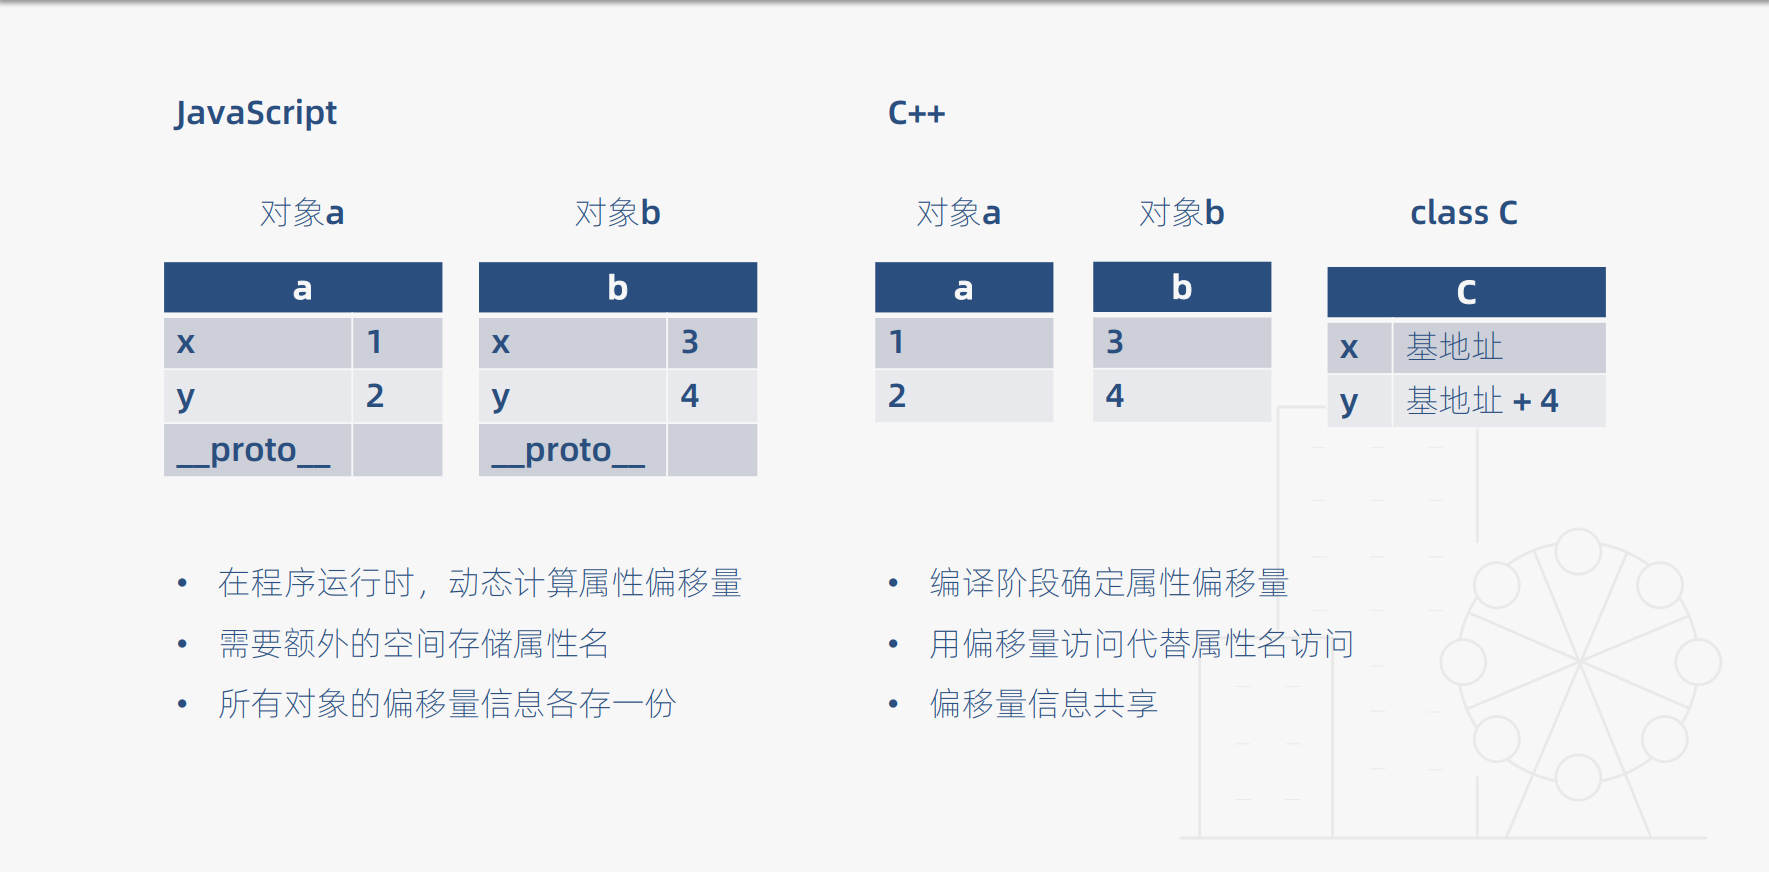 JavaScript
C++
对象a
对象b
对象a
对象b
class C
a
x 1
y 2
__proto__
b
x 3
y 4
__proto__
a
1
2
b
3
4
C
x 基地址
y 基地址 + 4
• 在程序运行时，动态计算属性偏移量
• 需要额外的空间存储属性名
• 所有对象的偏移量信息各存一份
• 编译阶段确定属性偏移量
• 用偏移量访问代替属性名访问
• 偏移量信息共享